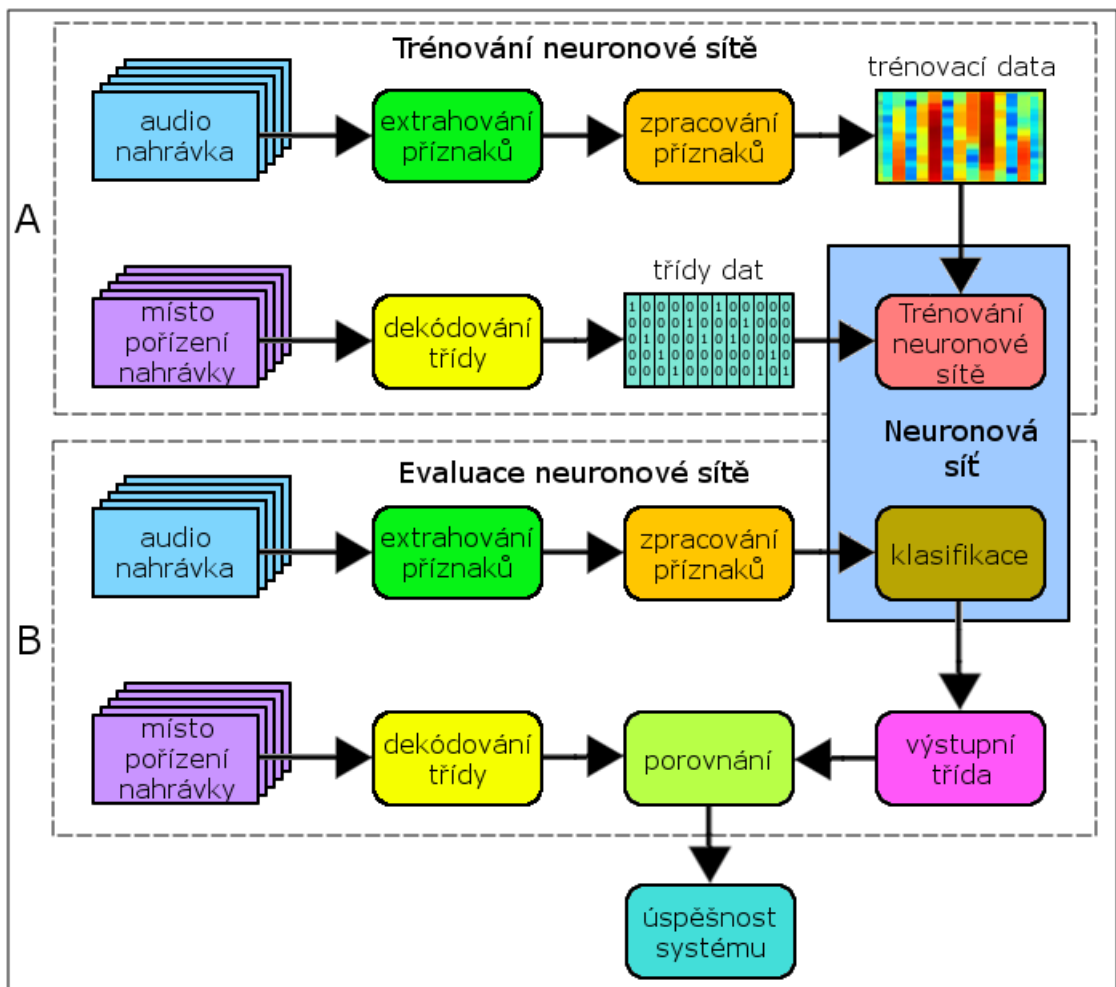 Trénování neuronové sítě
trénovací data
audio
nahrávka
extrahování
příznaků
zpracování
příznaků
A
třídy dat
místo
pořízení
nahrávky
dekódování
třídy
1 0 0 0 0 0 1 0 0 0 0 0
0 0 0 0 1 0 0 0 1 0 0 0
0 1 0 0 0 1 0 0 0 1 0 0
0 0 1 0 0 0 0 0 0 0 1 0
0 0 0 1 0 0 0 0 0 1 0 1
Trénování
neuronové
sítě
Neuronová
síť
Evaluace neuronové sítě
audio
nahrávka
extrahování
příznaků
zpracování
příznaků
klasifikace
B
místo
pořízení
nahrávky
dekódování
třídy
porovnání
výstupní
třída
úspěšnost
systému